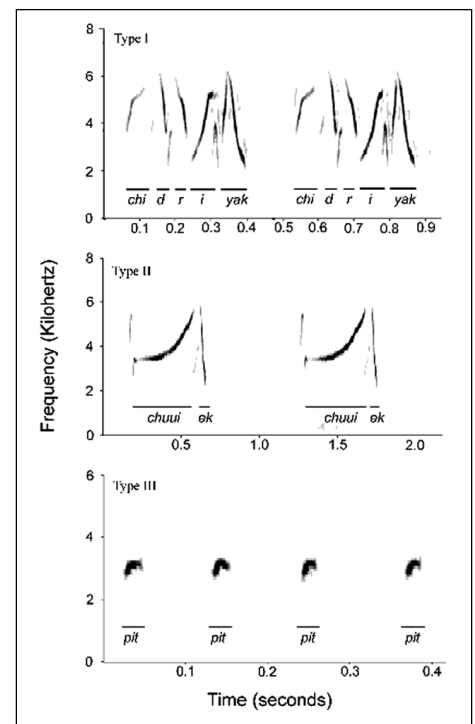 Type I
8
6
4
2
0
chi d r i yak chi d r i yak
0.1 0.2 0.3 0.4 0.5 0.6 0.7 0.8 0.9
Frequency (Kilohertz)
Type II
8
6
4
2
0
chuui ek chuui ek
0.5 1.0 1.5 2.0
Type III
6
4
2
0
pit pit pit pit
0.1 0.2 0.3 0.4
Time (seconds)